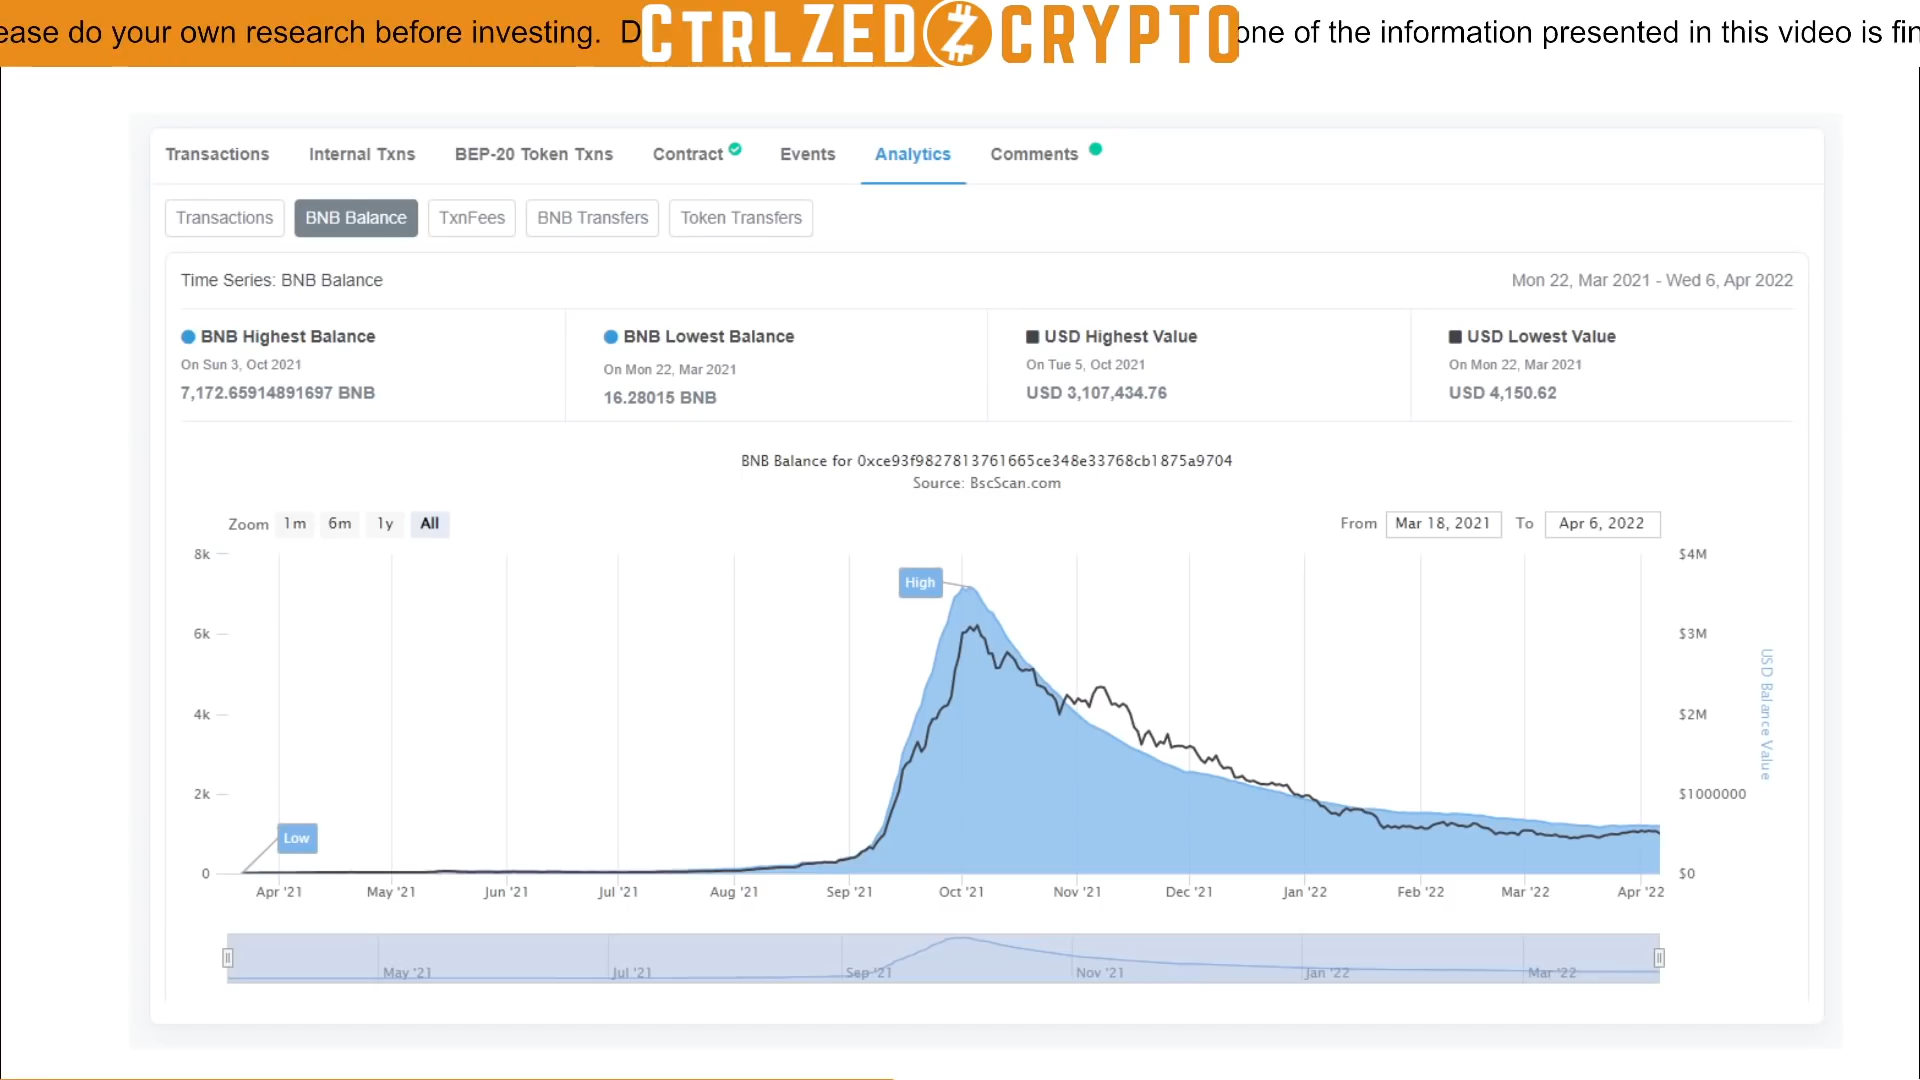 ease do your own research before investing. D
CTRLZED CRYPTO
one of the information presented in this video is fin
Transactions Internal Txns BEP-20 Token Txns Contract Events Analytics Comments
Transactions BNB Balance TxnFees BNB Transfers Token Transfers
Time Series: BNB Balance Mon 22, Mar 2021 - Wed 6, Apr 2022
BNB Highest Balance
On Sun 3, Oct 2021
7,172.65914891697 BNB
BNB Lowest Balance
On Mon 22, Mar 2021
16.28015 BNB
USD Highest Value
On Tue 5, Oct 2021
USD 3,107,434.76
USD Lowest Value
On Mon 22, Mar 2021
USD 4,150.62
BNB Balance for 0xce93f9827813761665ce348e33768cb1875a9704
Source: BscScan.com
Zoom 1m 6m 1y All From Mar 18, 2021 To Apr 6, 2022
8k $4M
High
6k $3M
4k $2M
2k $1000000
Low
0 $0
USD Balance Value
Apr '21 May '21 Jun '21 Jul '21 Aug '21 Sep '21 Oct '21 Nov '21 Dec '21 Jan '22 Feb '22 Mar '22 Apr '22
May '21 Jul '21 Sep '21 Nov '21 Jan '22 Mar '22